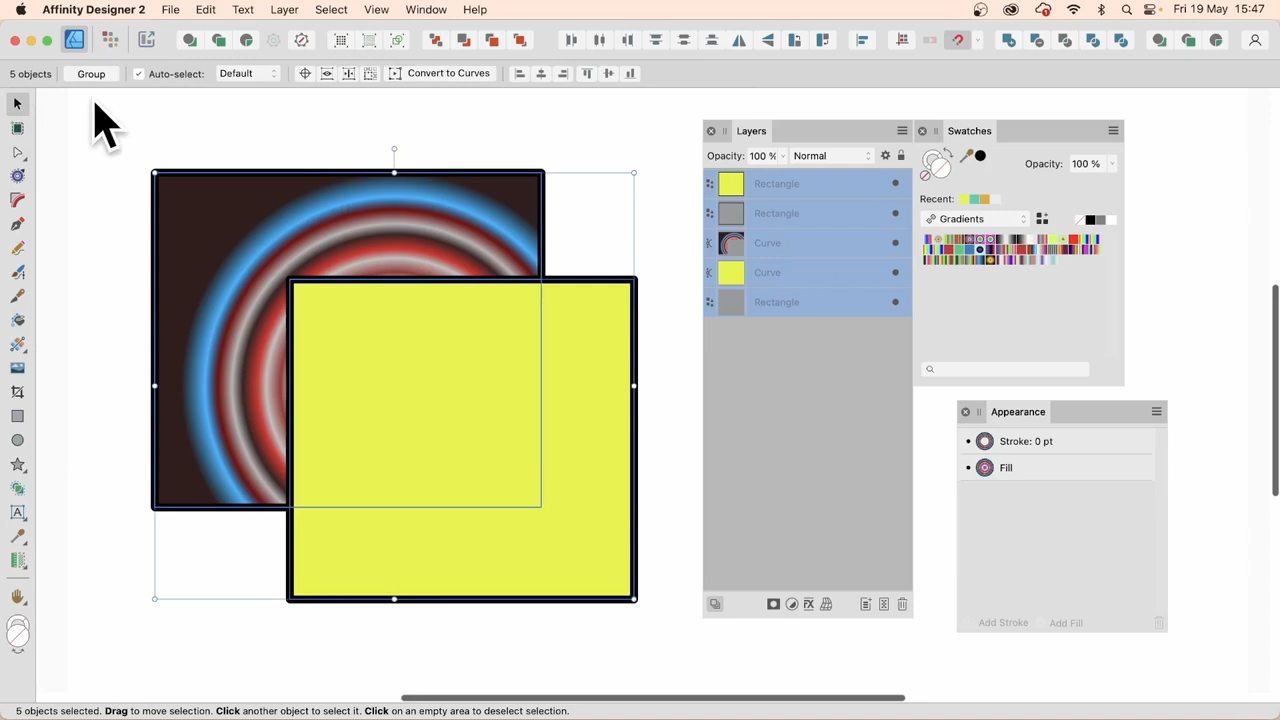 Affinity Designer 2 File Edit Text Layer Select View Window Help Fri 19 May 15:47
5 objects Group Auto-select: Default Convert to Curves
Layers
Opacity: 100 % Normal
Rectangle
Rectangle
Curve
Curve
Rectangle
Swatches
Opacity: 100 %
Recent:
Gradients
Appearance
Stroke: 0 pt
Fill
Add Stroke Add Fill
A
5 objects selected. Drag to move selection. Click another object to select it. Click on an empty area to deselect selection.